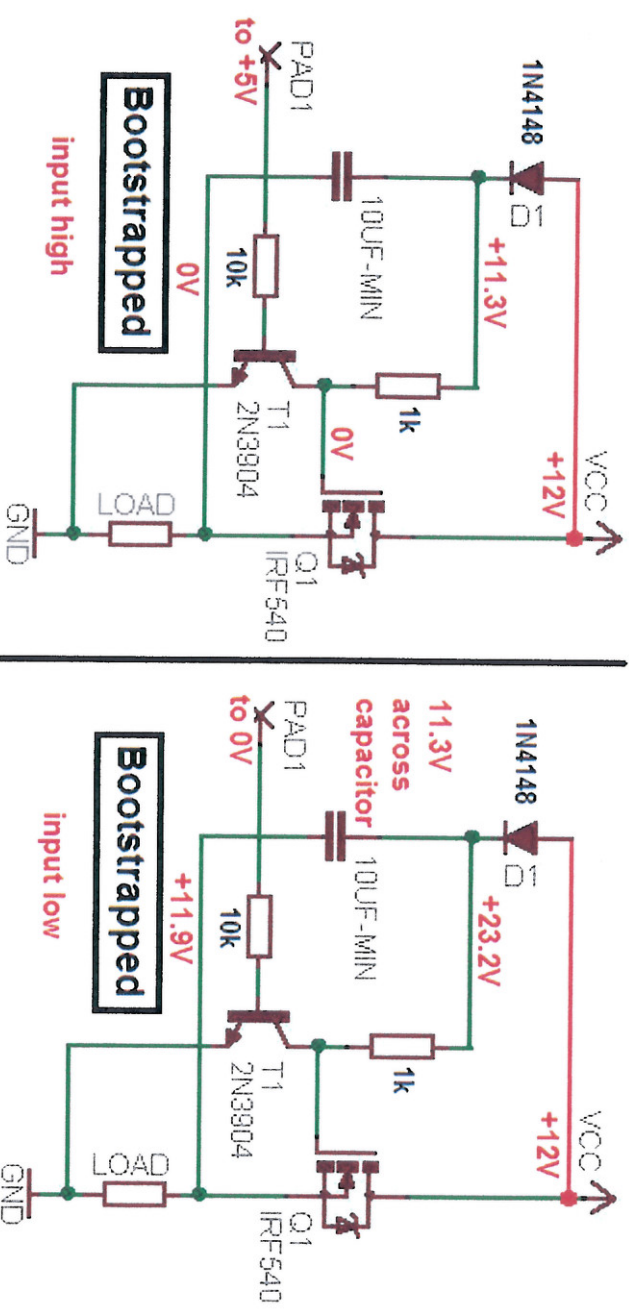 VCC
+12V
1N4148
D1
+11.3V
10UF-MIN
1k
PAD1
to +5V
10k
0V
0V
T1
2N3904
Q1
IRF540
LOAD
GND
Bootstrapped
input high
VCC
+12V
1N4148
D1
+23.2V
11.3V
across
capacitor
10UF-MIN
1k
PAD1
to 0V
10k
+11.9V
T1
2N3904
Q1
IRF540
LOAD
GND
Bootstrapped
input low